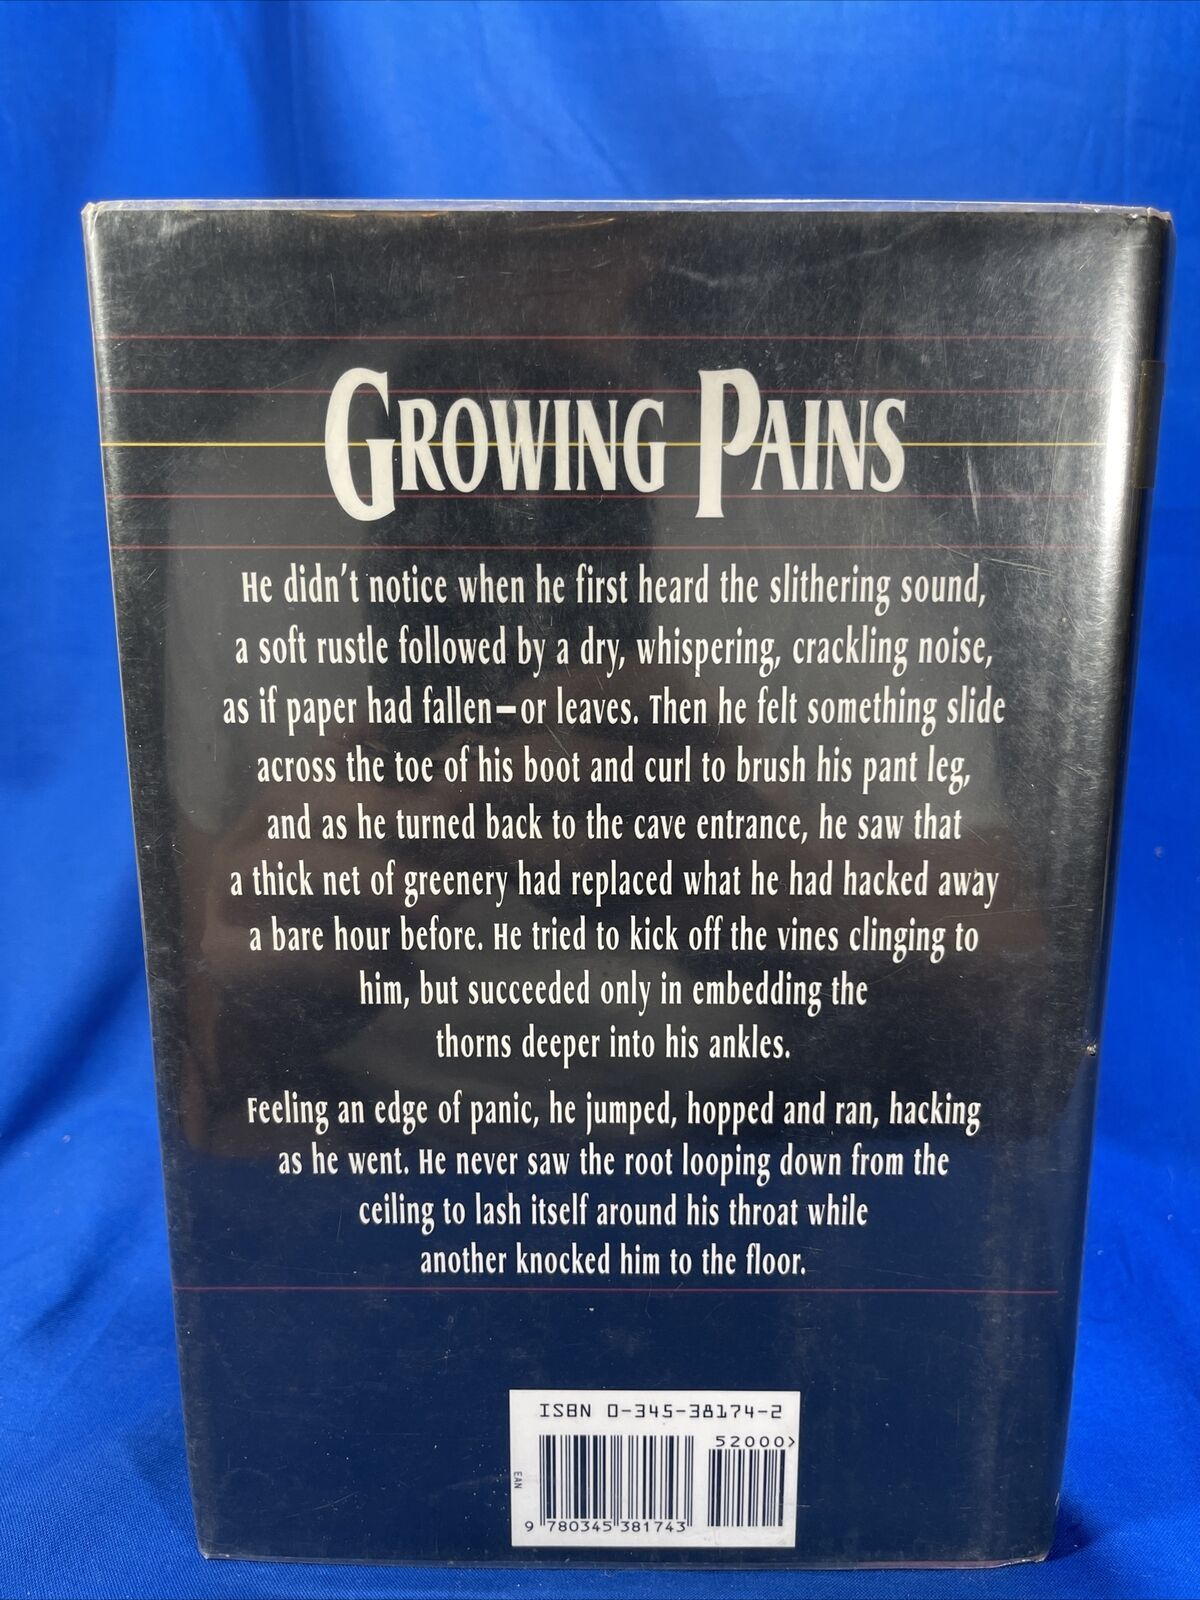 GROWING PAINS
He didn't notice when he first heard the slithering sound,
a soft rustle followed by a dry, whispering, crackling noise,
as if paper had fallen—or leaves. Then he felt something slide
across the toe of his boot and curl to brush his pant leg,
and as he turned back to the cave entrance, he saw that
a thick net of greenery had replaced what he had hacked away
a bare hour before. He tried to kick off the vines clinging to
him, but succeeded only in embedding the
thorns deeper into his ankles.
Feeling an edge of panic, he jumped, hopped and ran, hacking
as he went. He never saw the root looping down from the
ceiling to lash itself around his throat while
another knocked him to the floor.
ISBN 0-345-38174-2
52000>
EAN
9 780345 381743